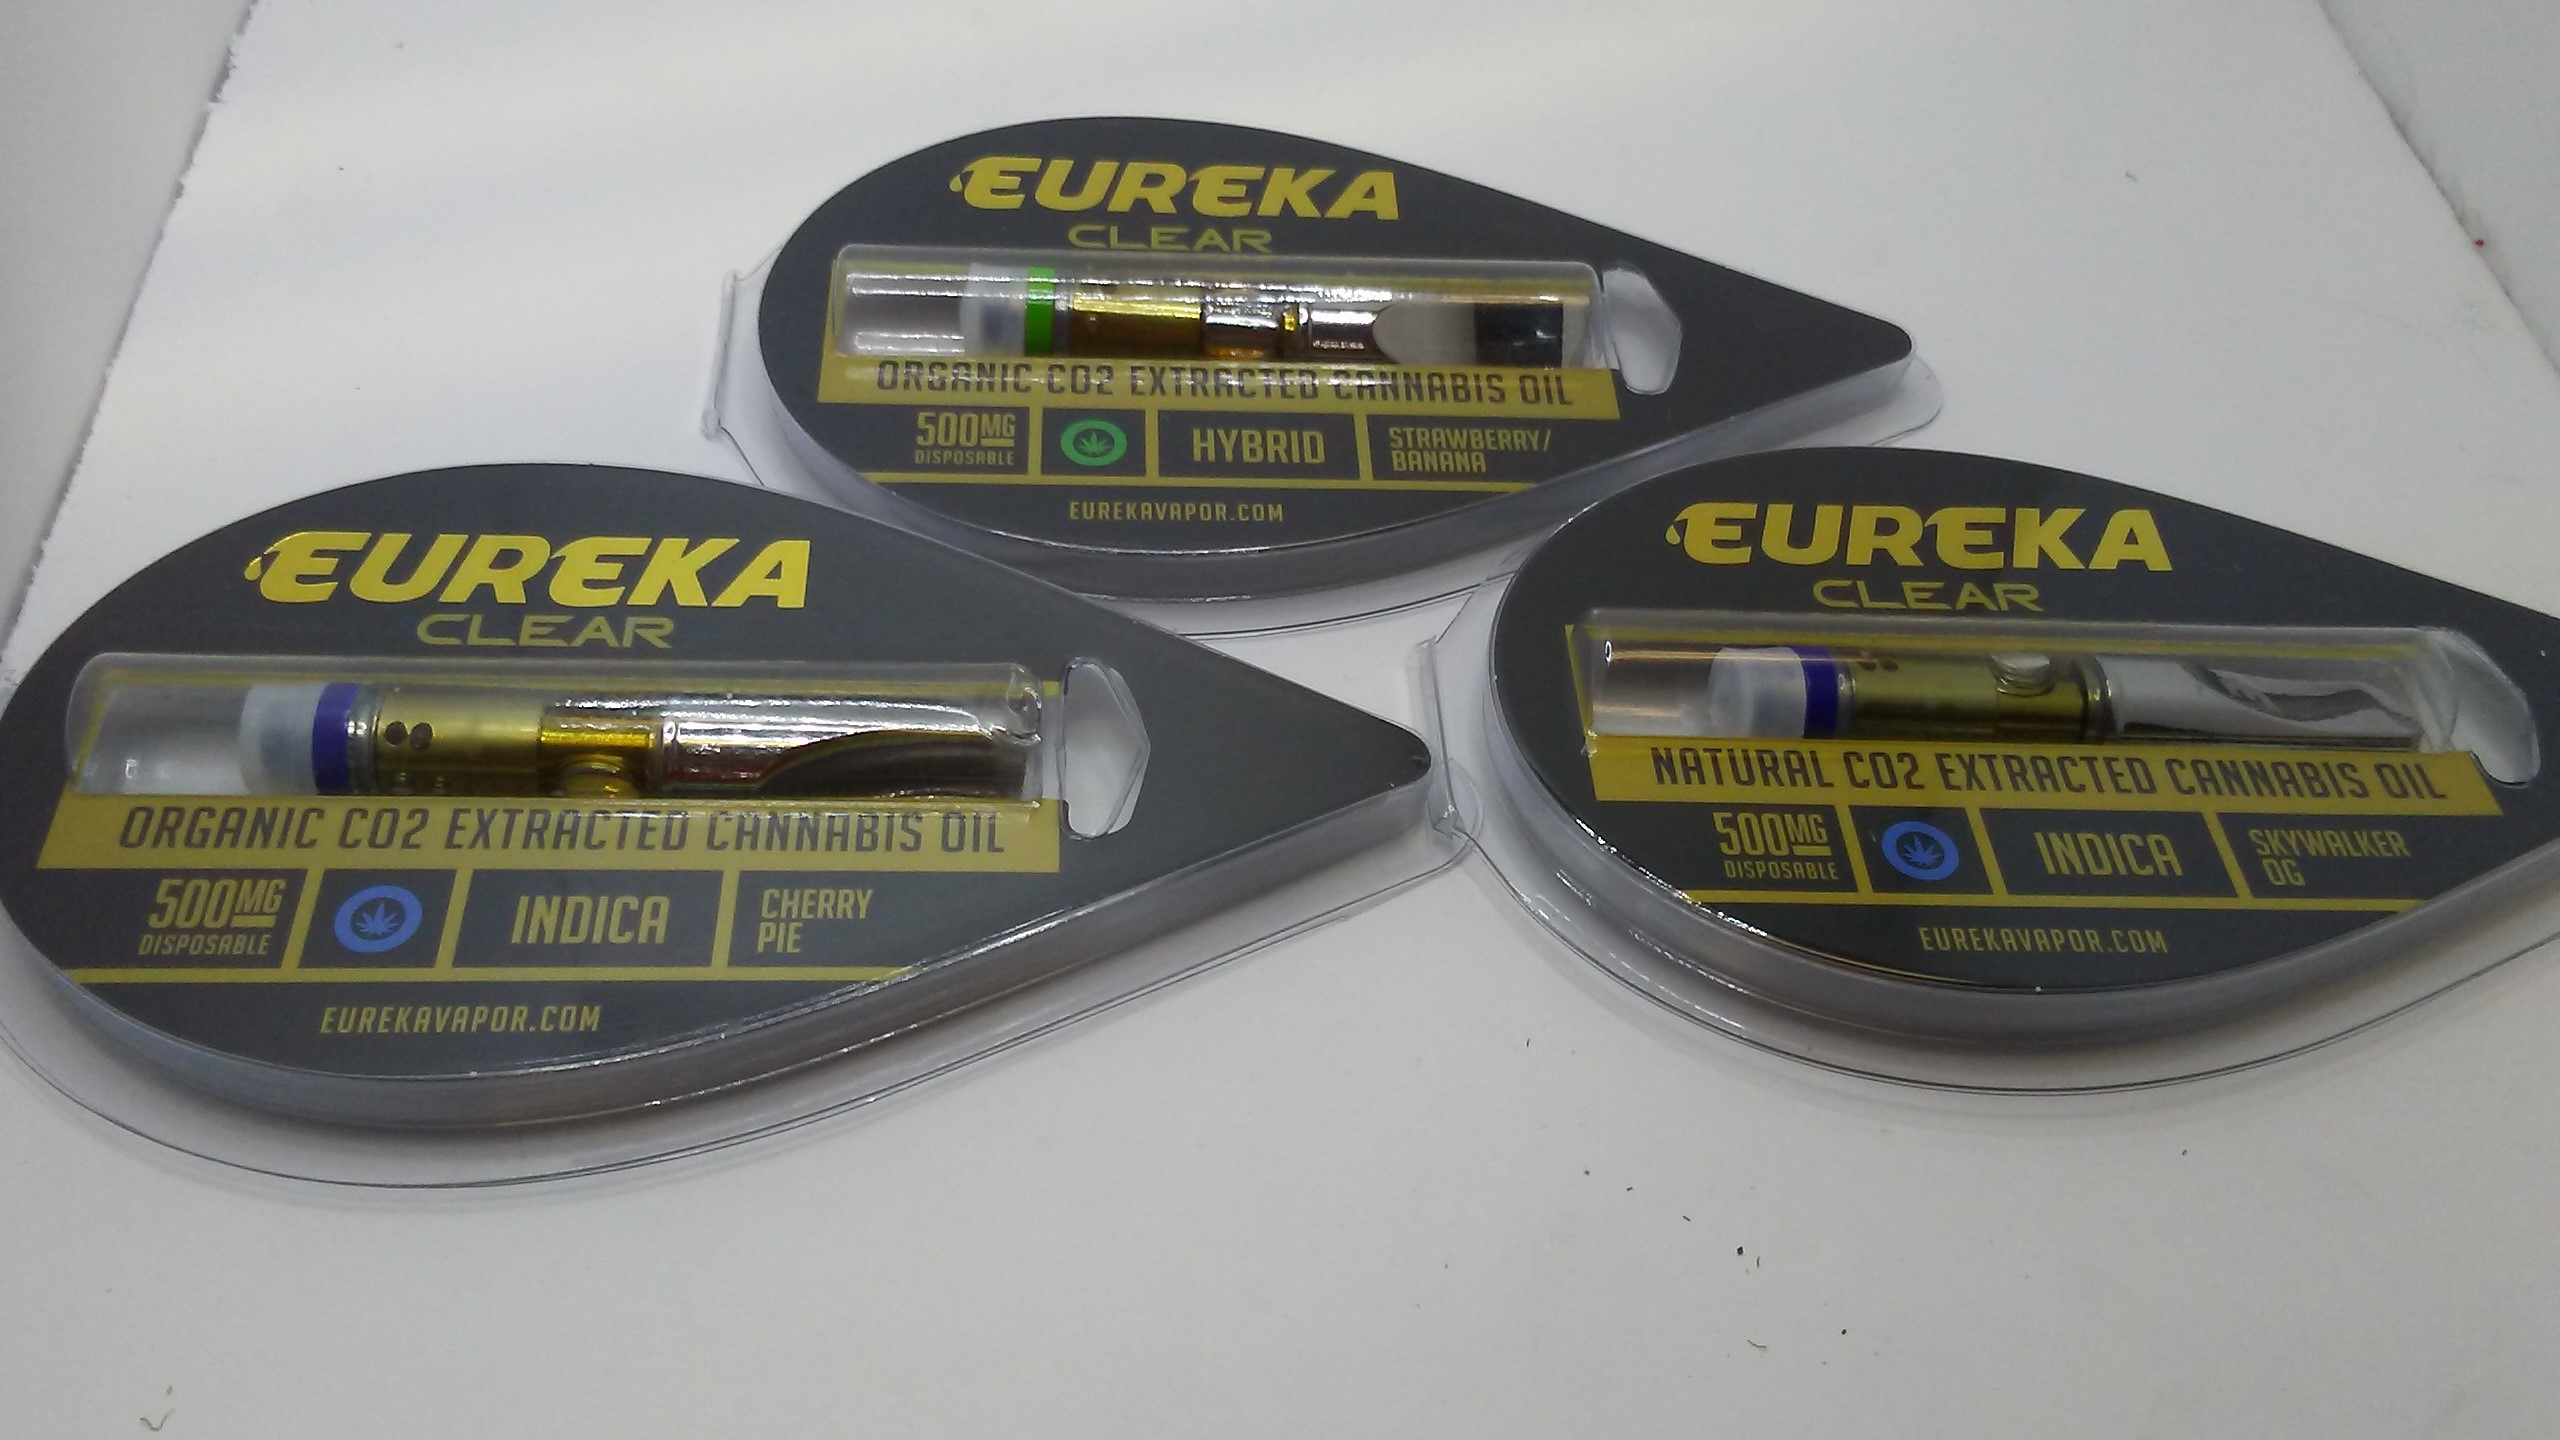 EUREKA
CLEAR
ORGANIC CO2 EXTRACTED CANNABIS OIL
500MG
DISPOSABLE
HYBRID
STRAWBERRY/
BANANA
EUREKAVAPOR.COM
EUREKA
CLEAR
ORGANIC CO2 EXTRACTED CANNABIS OIL
500MG
DISPOSABLE
INDICA
CHERRY
PIE
EUREKAVAPOR.COM
EUREKA
CLEAR
NATURAL CO2 EXTRACTED CANNABIS OIL
500MG
DISPOSABLE
INDICA
SKYWALKER
OG
EUREKAVAPOR.COM